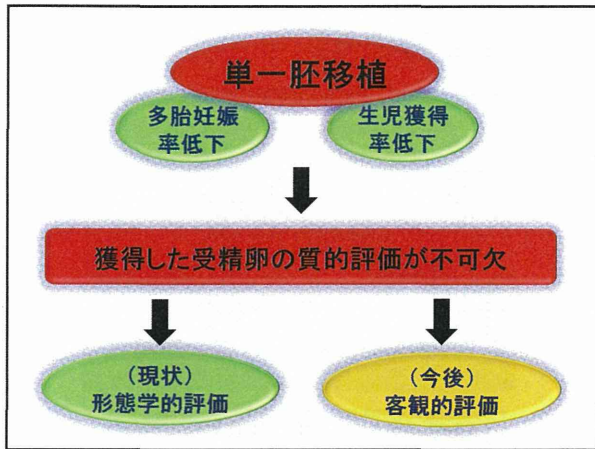 単一胚移植
多胎妊娠
率低下
生児獲得
率低下
獲得した受精卵の質的評価が不可欠
(現状)
形態学的評価
(今後)
客観的評価